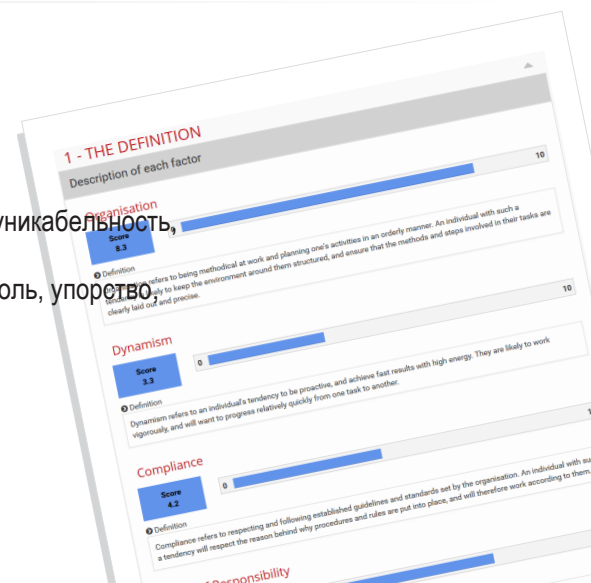 1 - THE DEFINITION
Description of each factor
Organisation
уникабельность,
Score
8.3
10
Definition
Organisation refers to being methodical at work and planning one's activities in an orderly manner. An individual with such a
tendency is likely to keep the environment around them structured, and ensure that the methods and steps involved in their tasks are
clearly laid out and precise.
оль, упорство,
Dynamism
Score
3.3
0
10
Definition
Dynamism refers to an individual's tendency to be proactive, and achieve fast results with high energy. They are likely to work
vigorously, and will want to progress relatively quickly from one task to another.
Compliance
Score
4.2
0
Definition
Compliance refers to respecting and following established guidelines and standards set by the organisation. An individual with su
a tendency will respect the reason behind why procedures and rules are put into place, and will therefore work according to them.
Responsibility